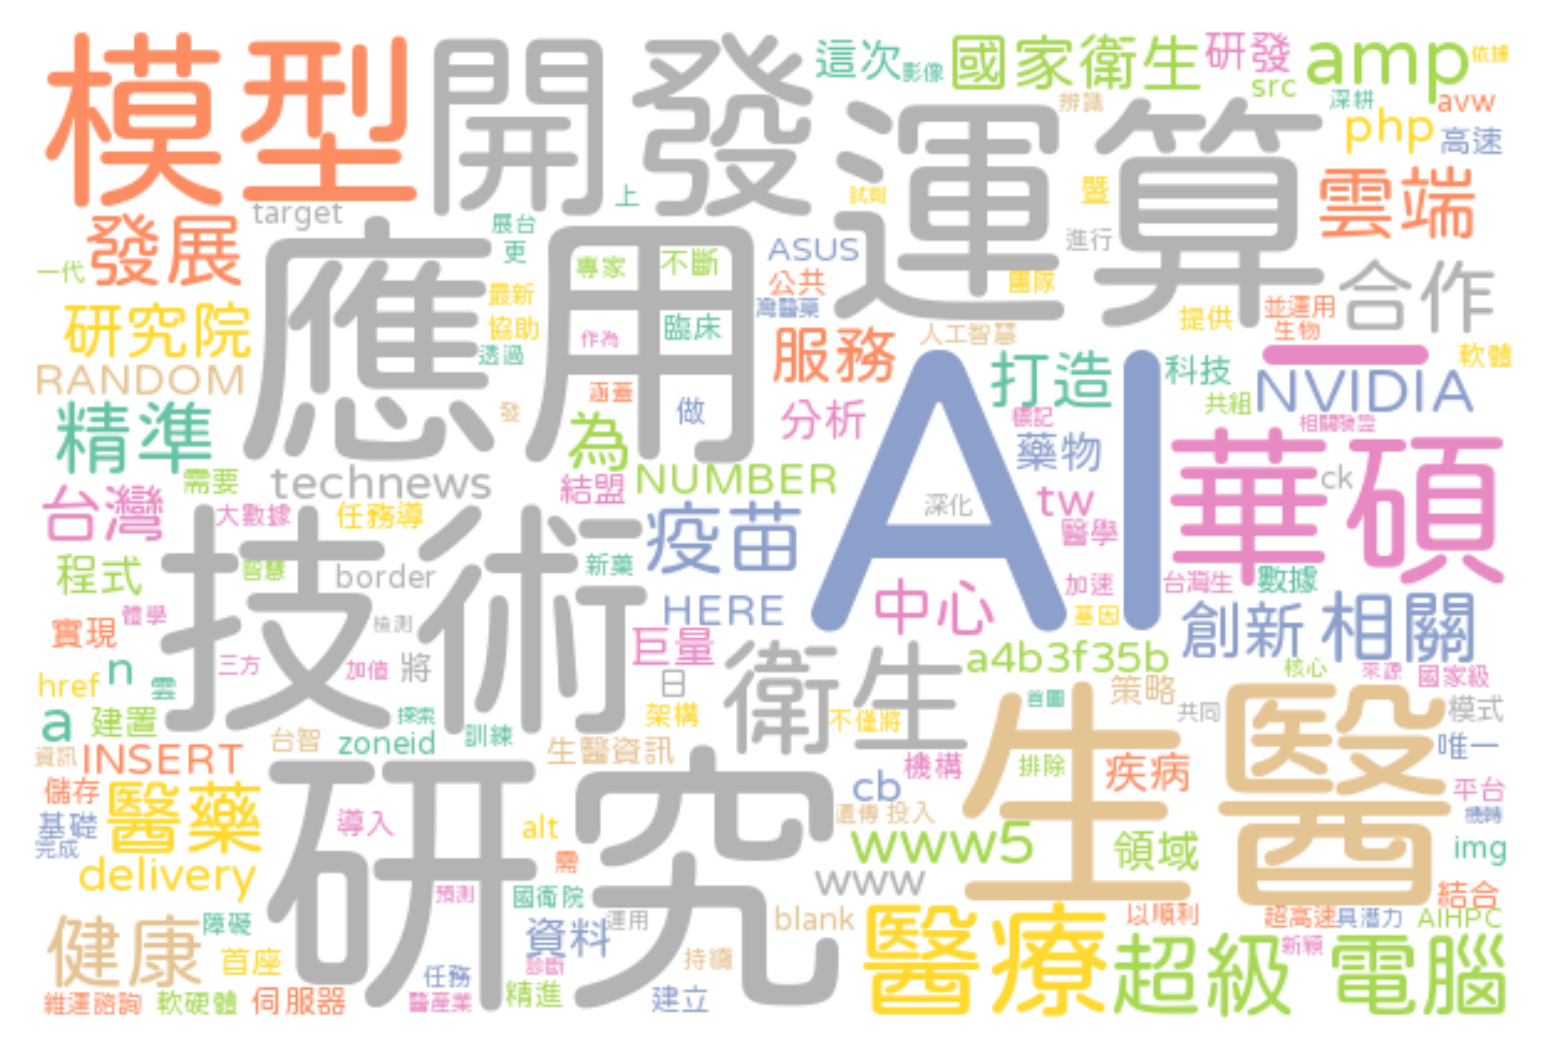 模型
開發
這次
影像
國家衛生
研發
amp
依據
src
深耕
avw
辨識
運算
php
高速
雲端
target
上
試劑
暨
發展
展台
更
ASUS
進行
一代
應用
專家
不斷
公共
團隊
合作
最新
灣醫藥
並運用
研究院
協助
作為
臨床
提供
生物
人工智慧
透過
服務
一
軟體
RANDOM
涵蓋
AI
打造
科技
NVIDIA
共組
精準
發
做
分析
標記
相關驗證
為
藥物
華碩
technews
需要
結盟
NUMBER
ck
深化
tw
台灣
大數據
任務導
疫苗
醫學
技術
程式
智慧
border
新藥
加速
台灣生
數據
體學
HERE
中心
基因
創新
相關
實現
檢測
巨量
衛生
a4b3f35b
三方
加值
將
日
核心
來源
國家級
href
n
雲
策略
首圖
a
建置
探索
架構
不僅將
共同
模式
台智
zoneid
訓練
生醫資訊
生醫
唯一
資訊
INSERT
機構
排除
疾病
研究
儲存
醫藥
cb
平台
基礎
導入
alt
遺傳
投入
機轉
完成
www5
領域
img
delivery
需
www
預測
國衛院
結合
健康
障礙
資料
運用
blank
醫療
以順利
超高速
具潛力
AIHPC
首座
任務
診斷
持續
超級
新穎
電腦
維運諮詢
軟硬體
伺服器
醫產業
精進
建立